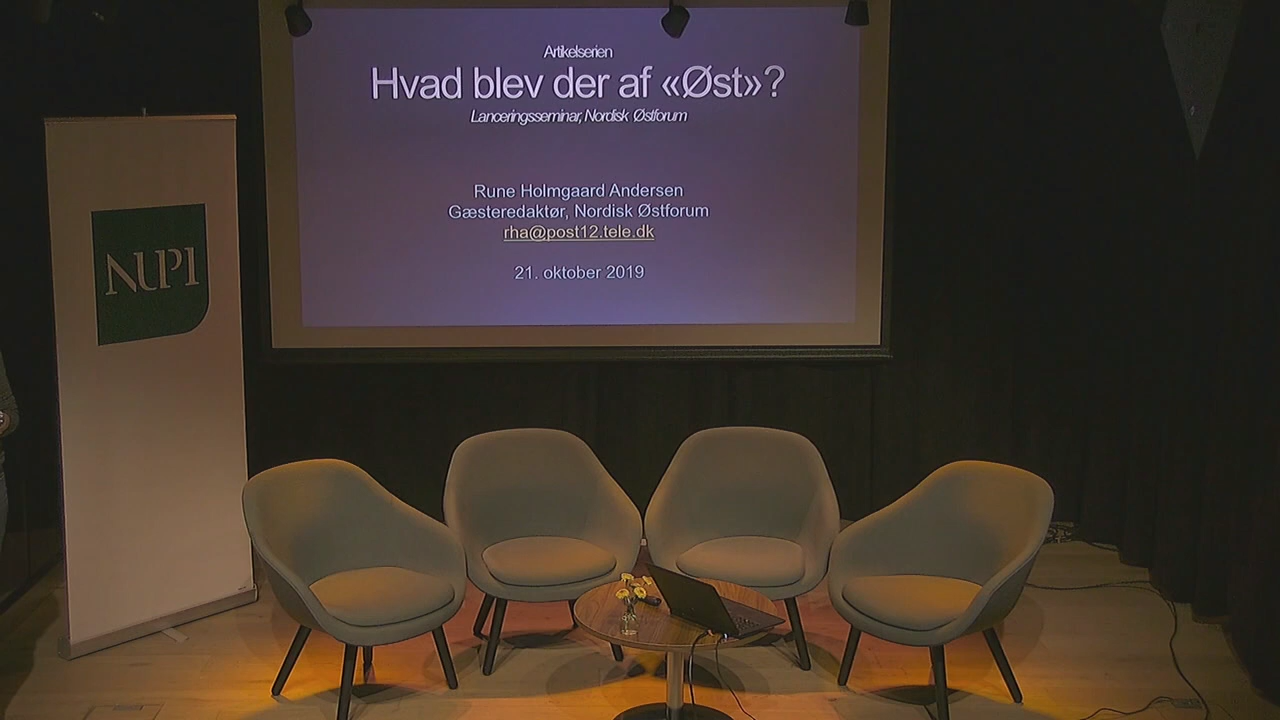 Artikelserien
Hvad blev der af «Øst»?
Lanceringsseminar, Nordisk Østforum
Rune Holmgaard Andersen
Gæsteredaktør, Nordisk Østforum
rha@post12.tele.dk
21. oktober 2019
NUPI